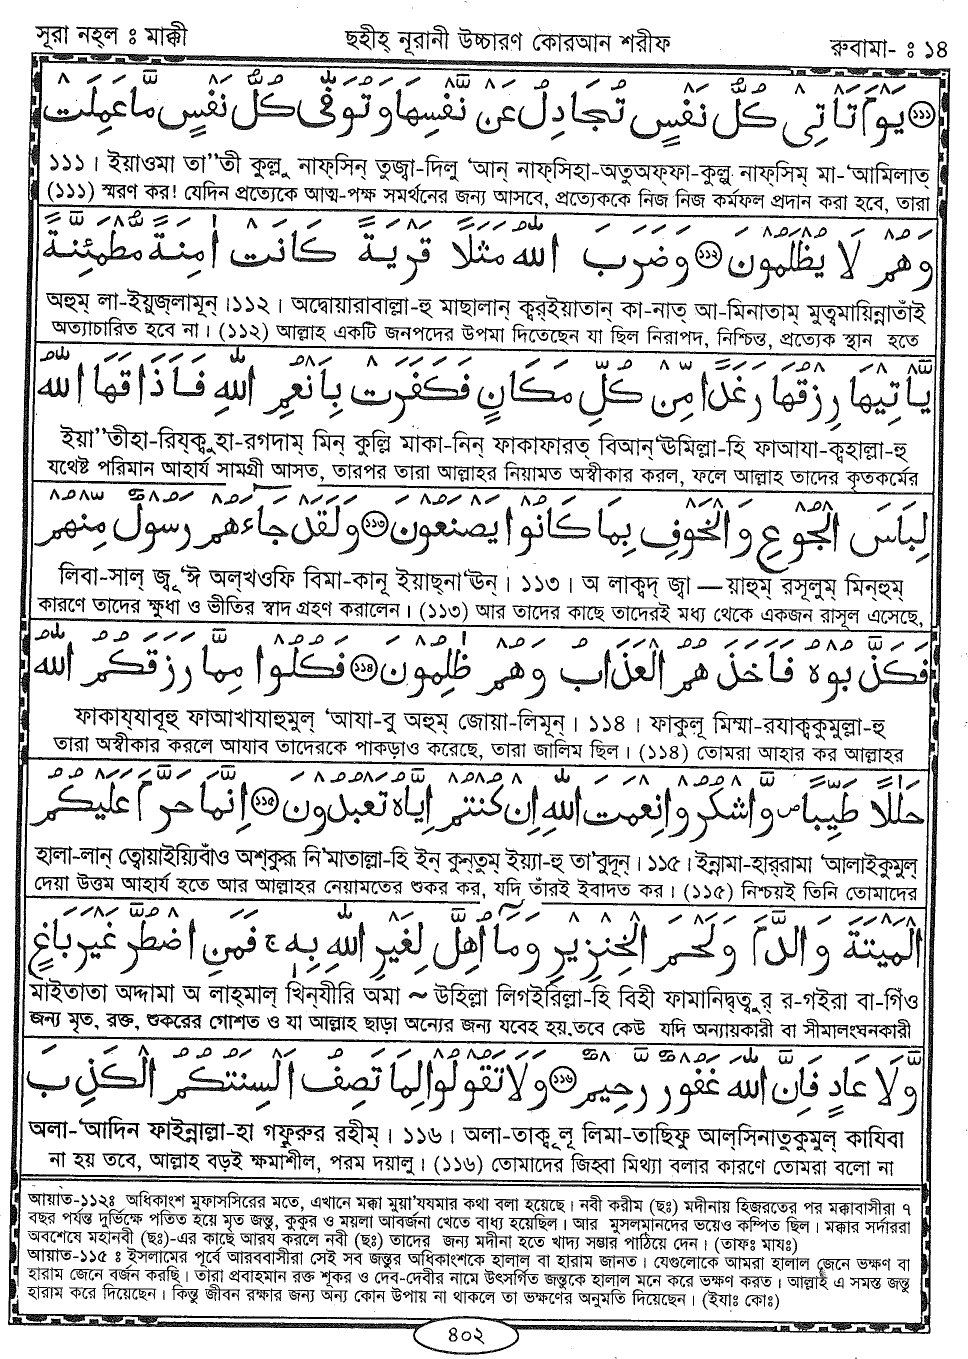 সূরা নহ্ল ঃ মাক্কী
ছহীহ্ নূরানী উচ্চারণ কোরআন শরীফ
রুবামা- ঃ ১৪
۝১১১ يَوْمَ تَأْتِي كُلُّ نَفْسٍ تُجَادِلُ عَنْ نَفْسِهَا وَتُوَفّٰى كُلُّ نَفْسٍ مَّا عَمِلَتْ
১১১। ইয়াওমা তা''তী কুল্লু নাফ্সিন্ তুজ্বা-দিলু 'আন্ নাফ্সিহা-অতুঅফ্ফা-কুল্লু নাফ্সিম্ মা-'আমিলাত্
(১১১) স্মরণ কর! যেদিন প্রত্যেকে আত্ম-পক্ষ সমর্থনের জন্য আসবে, প্রত্যেককে নিজ নিজ কর্মফল প্রদান করা হবে, তারা
وَهُمْ لَا يُظْلَمُونَ ۝১১২ وَضَرَبَ اللّٰهُ مَثَلًا قَرْيَةً كَانَتْ اٰمِنَةً مُّطْمَئِنَّةً
অহুম্ লা-ইয়ুজ্লামূন্।১১২। অদ্বোয়ারাবাল্লা-হু মাছালান্ ক্বর্ইয়াতান্ কা-নাত্ আ-মিনাতাম্ মুত্বমায়িন্নাতাঁই
অত্যাচারিত হবে না। (১১২) আল্লাহ একটি জনপদের উপমা দিতেছেন যা ছিল নিরাপদ, নিশ্চিন্ত, প্রত্যেক স্থান হতে
يَّأْتِيهَا رِزْقُهَا رَغَدًا مِّنْ كُلِّ مَكَانٍ فَكَفَرَتْ بِأَنْعُمِ اللّٰهِ فَأَذَاقَهَا اللّٰهُ
ইয়া''তীহা-রিয্ক্বুহা-রগদাম্ মিন্ কুল্লি মাকা-নিন্ ফাকাফারত্ বিআন্'উমিল্লা-হি ফাআযা-ক্বহাল্লা-হু
যথেষ্ট পরিমান আহার্য সামগ্রী আসত, তারপর তারা আল্লাহর নিয়ামত অস্বীকার করল, ফলে আল্লাহ তাদের কৃতকর্মের
لِبَاسَ الْجُوعِ وَالْخَوْفِ بِمَا كَانُوا يَصْنَعُونَ ۝১১৩ وَلَقَدْ جَآءَهُمْ رَسُولٌ مِّنْهُمْ
লিবা-সাল্ জ্বূ'ঈ অল্খওফি বিমা-কানূ ইয়াছ্না'ঊন্। ১১৩। অ লাক্বদ্ জ্বা — য়াহুম্ রসূলুম্ মিন্হুম্
কারণে তাদের ক্ষুধা ও ভীতির স্বাদ গ্রহণ করালেন। (১১৩) আর তাদের কাছে তাদেরই মধ্য থেকে একজন রাসূল এসেছে,
فَكَذَّبُوهُ فَأَخَذَهُمُ الْعَذَابُ وَهُمْ ظٰلِمُونَ ۝১১৪ فَكُلُوا مِمَّا رَزَقَكُمُ اللّٰهُ
ফাকায্যাবূহু ফাআখাযাহুমুল্ 'আযা-বু অহুম্ জোয়া-লিমূন্। ১১৪। ফাকুলূ মিম্মা-রযাক্বকুমুল্লা-হু
তারা অস্বীকার করলে আযাব তাদেরকে পাকড়াও করেছে, তারা জালিম ছিল। (১১৪) তোমরা আহার কর আল্লাহর
حَلٰلًا طَيِّبًا ص وَّاشْكُرُوا نِعْمَتَ اللّٰهِ إِنْ كُنْتُمْ إِيَّاهُ تَعْبُدُونَ ۝১১৫ إِنَّمَا حَرَّمَ عَلَيْكُمُ
হালা-লান্ ত্বোয়াইয়্যিবাঁও অশ্কুরূ নি'মাতাল্লা-হি ইন্ কুন্তুম্ ইয়্যা-হু তা'বুদূন্। ১১৫। ইন্নামা-হার্রামা 'আলাইকুমুল্
দেয়া উত্তম আহার্য হতে আর আল্লাহর নেয়ামতের শুকর কর, যদি তাঁরই ইবাদত কর। (১১৫) নিশ্চয়ই তিনি তোমাদের
الْمَيْتَةَ وَالدَّمَ وَلَحْمَ الْخِنْزِيرِ وَمَآ أُهِلَّ لِغَيْرِ اللّٰهِ بِهٖ ج فَمَنِ اضْطُرَّ غَيْرَ بَاغٍ
মাইতাতা অদ্দামা অ লাহ্মাল্ খিন্যীরি অমা ~ উহিল্লা লিগইরিল্লা-হি বিহী ফামানিদ্বত্বুর্ র-গইরা বা-গিঁও
জন্য মৃত, রক্ত, শুকরের গোশত ও যা আল্লাহ ছাড়া অন্যের জন্য যবেহ হয়,তবে কেউ যদি অন্যায়কারী বা সীমালংঘনকারী
وَّلَا عَادٍ فَإِنَّ اللّٰهَ غَفُورٌ رَّحِيمٌ ۝১১৬ وَلَا تَقُولُوا لِمَا تَصِفُ أَلْسِنَتُكُمُ الْكَذِبَ
অলা-'আদিন ফাইন্নাল্লা-হা গফূরুর রহীম্। ১১৬। অলা-তাক্বূলূ লিমা-তাছিফু আল্সিনাতুকুমুল্ কাযিবা
না হয় তবে, আল্লাহ বড়ই ক্ষমাশীল, পরম দয়ালু। (১১৬) তোমাদের জিহ্বা মিথ্যা বলার কারণে তোমরা বলো না
আয়াত-১১২ঃ অধিকাংশ মুফাসসিরের মতে, এখানে মক্কা মুয়া'যযমার কথা বলা হয়েছে। নবী করীম (ছঃ) মদীনায় হিজরতের পর মক্কাবাসীরা ৭
বছর পর্যন্ত দুর্ভিক্ষে পতিত হয়ে মৃত জন্তু, কুকুর ও ময়লা আবর্জনা খেতে বাধ্য হয়েছিল। আর মুসলমানদের ভয়েও কম্পিত ছিল। মক্কার সর্দাররা
অবশেষে মহানবী (ছঃ)-এর কাছে আরয করলে নবী (ছঃ) তাদের জন্য মদীনা হতে খাদ্য সম্ভার পাঠিয়ে দেন। (তাফঃ মাযঃ)
আয়াত-১১৫ ঃ ইসলামের পূর্বে আরববাসীরা সেই সব জন্তুর অধিকাংশকে হালাল বা হারাম জানত। যেগুলোকে আমরা হালাল জেনে ভক্ষণ বা
হারাম জেনে বর্জন করছি। তারা প্রবাহমান রক্ত শূকর ও দেব-দেবীর নামে উৎসর্গিত জন্তুকে হালাল মনে করে ভক্ষণ করত। আল্লাহ্ এ সমস্ত জন্তু
হারাম করে দিয়েছেন। কিন্তু জীবন রক্ষার জন্য অন্য কোন উপায় না থাকলে তা ভক্ষণের অনুমতি দিয়েছেন। (ইযাঃ কোঃ)
৪০২